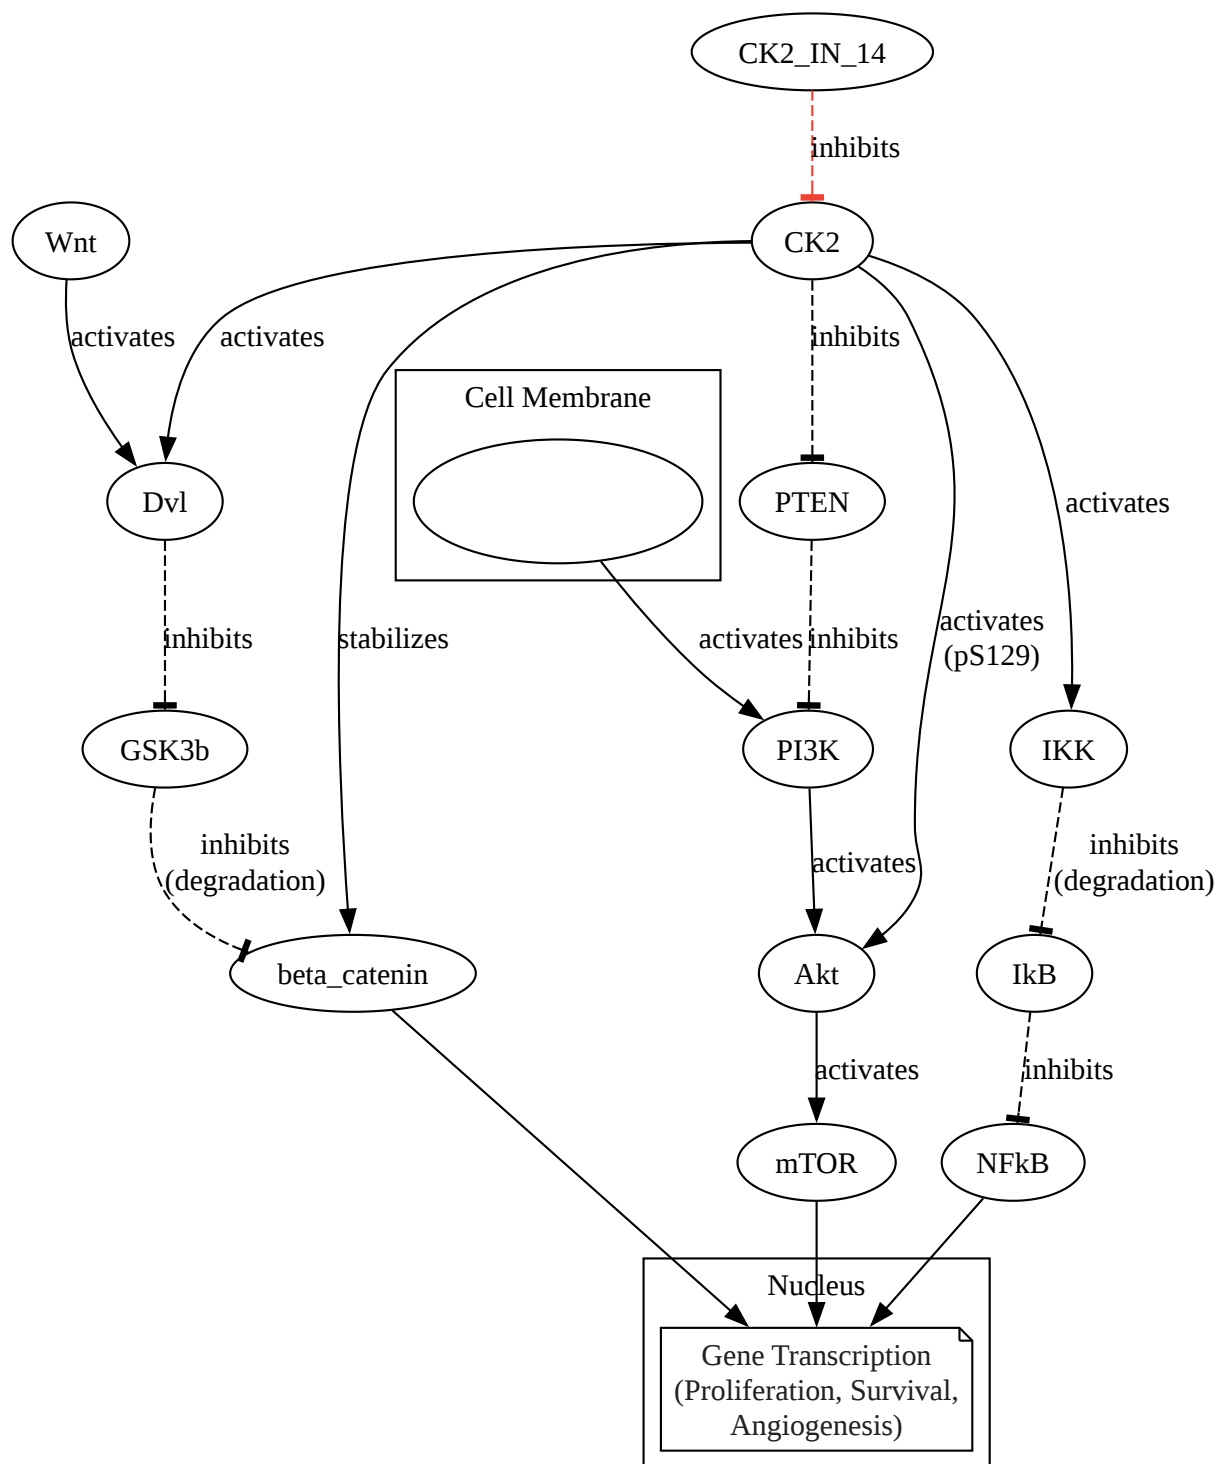 CK2_IN_14
inhibits
Wnt
CK2
activates
activates
inhibits
Cell Membrane
Dvl
PTEN
activates
inhibits
stabilizes
activates
inhibits
activates
(pS129)
GSK3b
PI3K
IKK
inhibits
(degradation)
activates
inhibits
(degradation)
beta_catenin
Akt
IkB
activates
inhibits
mTOR
NFkB
Nucleus
Gene Transcription
(Proliferation, Survival,
Angiogenesis)